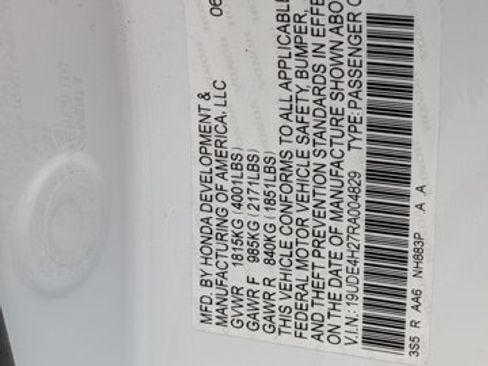 06
MFD. BY HONDA DEVELOPMENT &
MANUFACTURING OF AMERICA, LLC
GVWR 1815KG (4001LBS)
GAWR F 985KG (2171LBS)
GAWR R 840KG (1851LBS)
THIS VEHICLE CONFORMS TO ALL APPLICABLE
FEDERAL MOTOR VEHICLE SAFETY, BUMPER,
AND THEFT PREVENTION STANDARDS IN EFFE
ON THE DATE OF MANUFACTURE SHOWN ABOV
V.I.N.: 19UDE4H27RA004829 TYPE: PASSENGER C
3S5 R AA6 NH883P .A .A